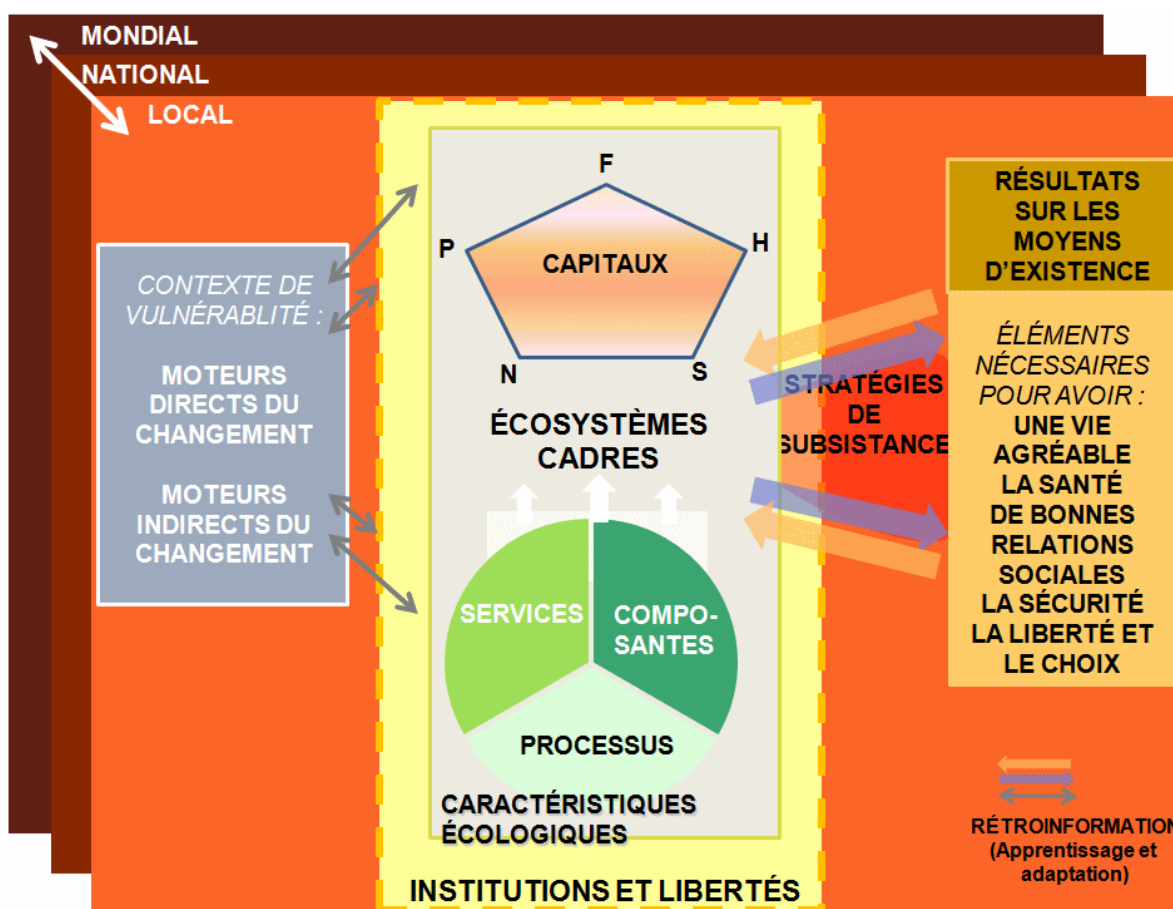 MONDIAL
NATIONAL
LOCAL
CONTEXTE DE
VULNÉRABLITÉ :
MOTEURS
DIRECTS DU
CHANGEMENT
MOTEURS
INDIRECTS DU
CHANGEMENT
F
P
H
CAPITAUX
N
S
ÉCOSYSTÈMES
CADRES
SERVICES
COMPO-
SANTES
PROCESSUS
CARACTÉRISTIQUES
ÉCOLOGIQUES
INSTITUTIONS ET LIBERTÉS
STRATÉGIES
DE
SUBSISTANCE
RÉSULTATS
SUR LES
MOYENS
D’EXISTENCE
ÉLÉMENTS
NÉCESSAIRES
POUR AVOIR :
UNE VIE
AGRÉABLE
LA SANTÉ
DE BONNES
RELATIONS
SOCIALES
LA SÉCURITÉ
LA LIBERTÉ ET
LE CHOIX
RÉTROINFORMATION
(Apprentissage et
adaptation)